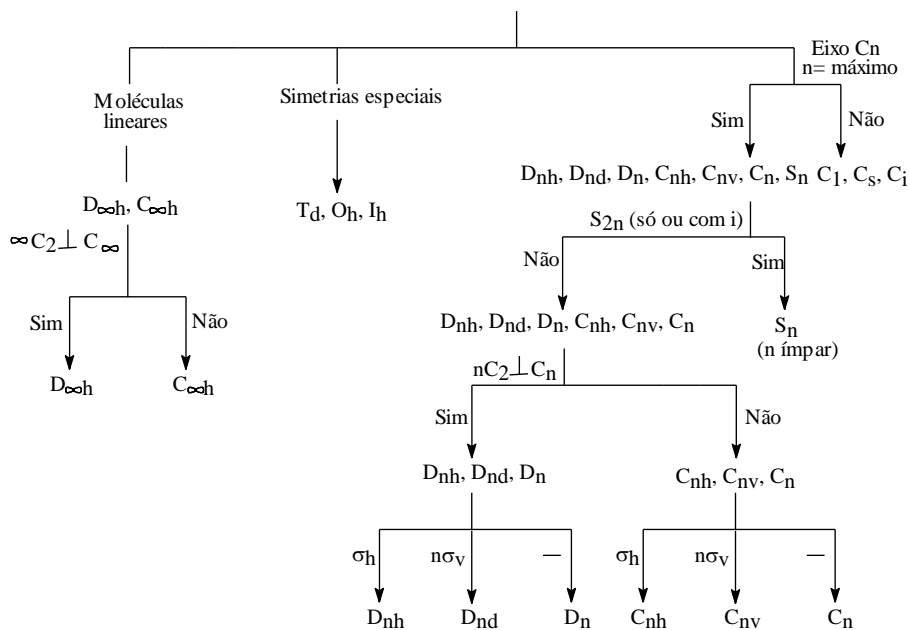 Eixo Cn
n= máximo
Moléculas
lineares
Simetrias especiais
Sim
Não
Dnh, Dnd, Dn, Cnh, Cnv, Cn, Sn
C1, Cs, Ci
D∞h, C∞h
Td, Oh, Ih
S2n (só ou com i)
∞C2⊥C∞
Não
Sim
Sim
Não
Dnh, Dnd, Dn, Cnh, Cnv, Cn
Sn
(n ímpar)
D∞h
C∞h
nC2⊥Cn
Sim
Não
Dnh, Dnd, Dn
Cnh, Cnv, Cn
σh
nσv
—
σh
nσv
—
Dnh
Dnd
Dn
Cnh
Cnv
Cn